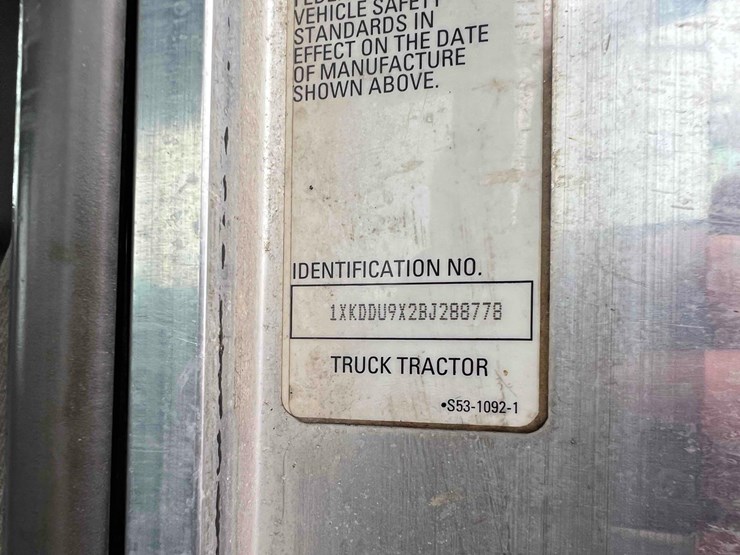 VEHICLE SAFETY
STANDARDS IN
EFFECT ON THE DATE
OF MANUFACTURE
SHOWN ABOVE.
IDENTIFICATION NO.
1XKDDU9X2BJ288778
TRUCK TRACTOR
•S53-1092-1